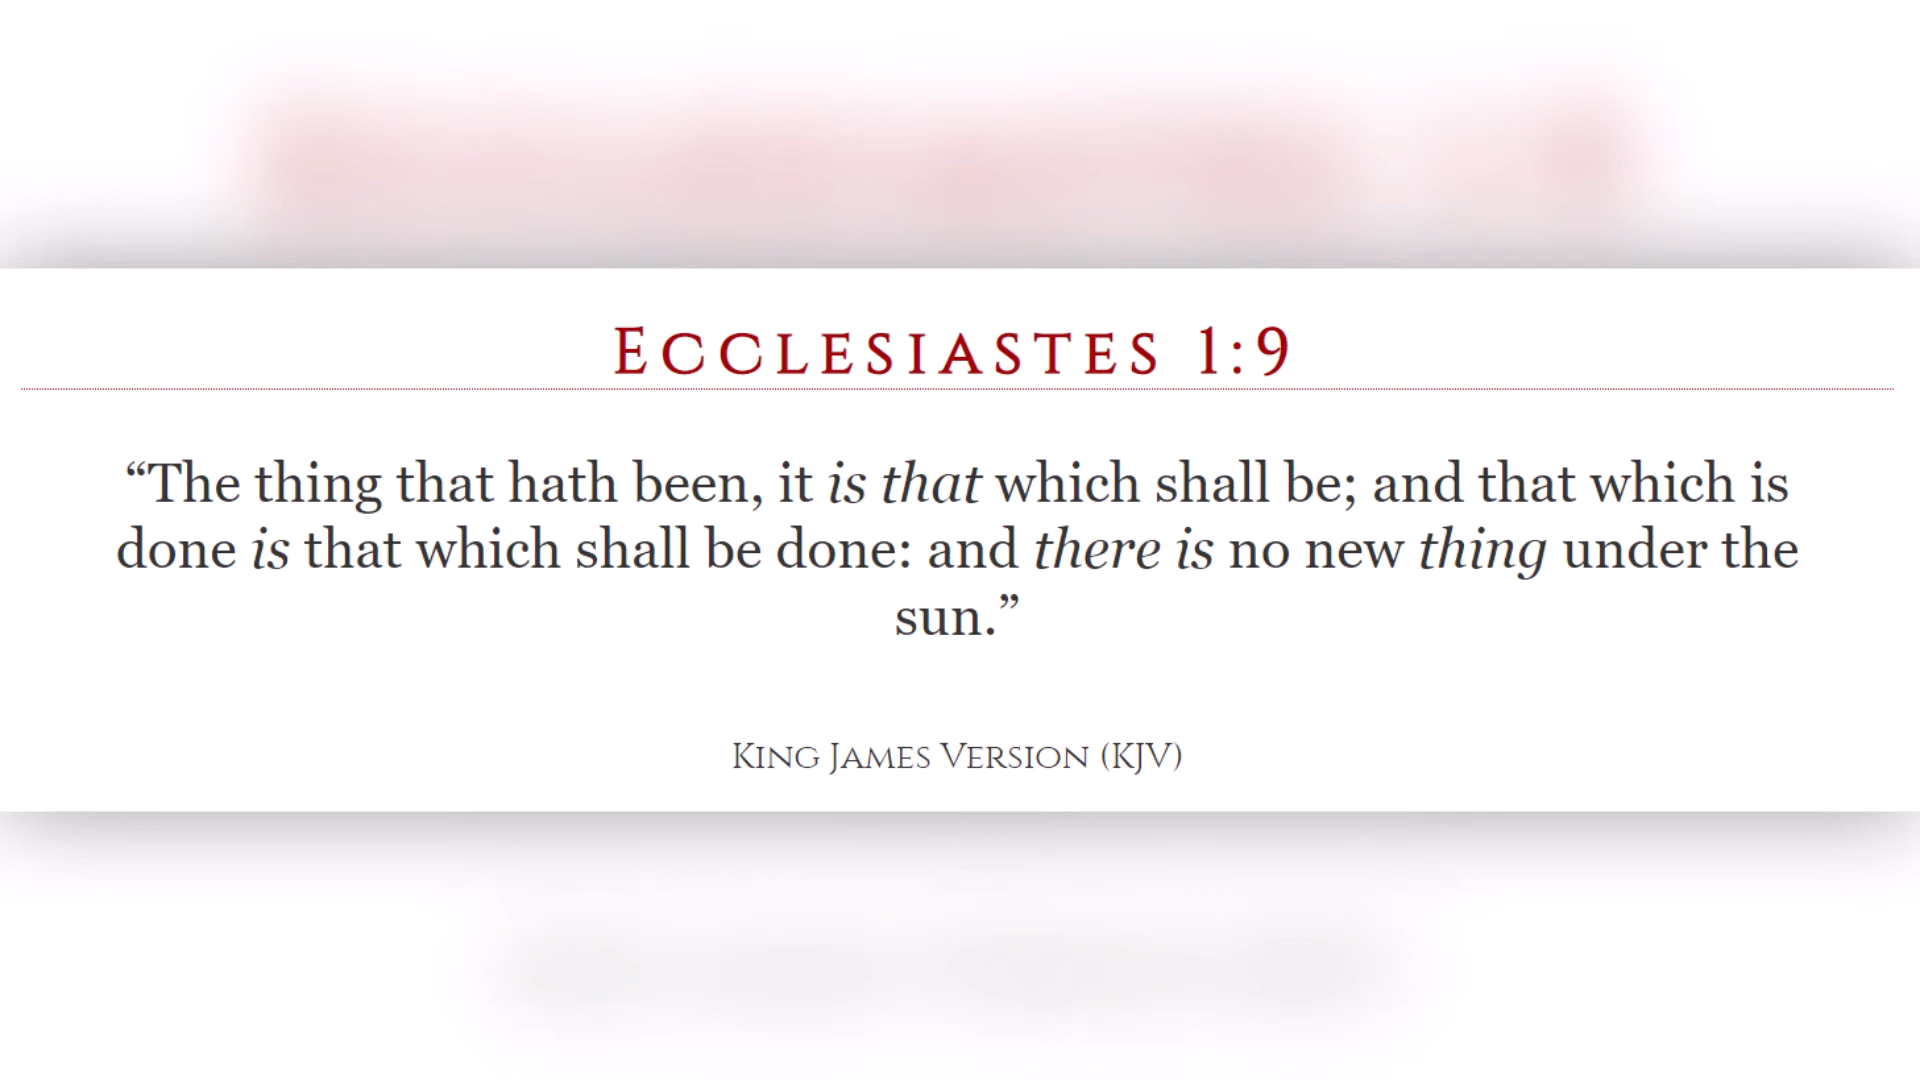 Ecclesiastes 1:9
“The thing that hath been, it is that which shall be; and that which is
done is that which shall be done: and there is no new thing under the
sun.”
King James Version (KJV)